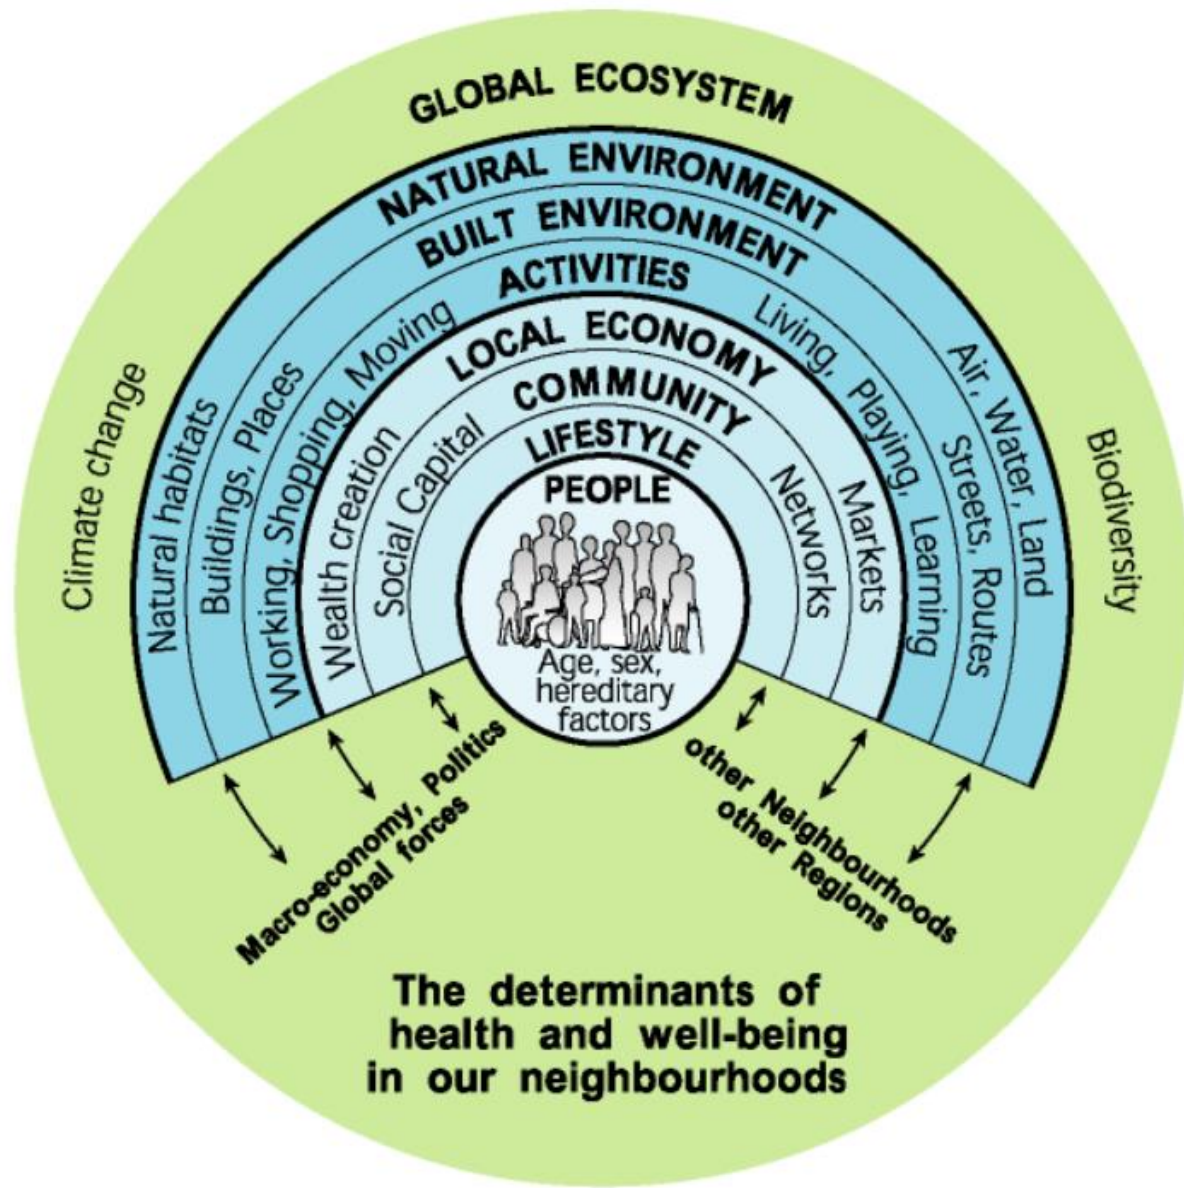 GLOBAL ECOSYSTEM
NATURAL ENVIRONMENT
BUILT ENVIRONMENT
ACTIVITIES
LOCAL ECONOMY
COMMUNITY
LIFESTYLE
PEOPLE
Age, sex,
hereditary
factors
Climate change
Natural habitats
Buildings, Places
Working, Shopping, Moving
Wealth creation
Social Capital
Networks
Markets
Living, Playing, Learning
Streets, Routes
Air, Water, Land
Biodiversity
Macro-economy, Politics
Global forces
other Neighbourhoods
other Regions
The determinants of
health and well-being
in our neighbourhoods